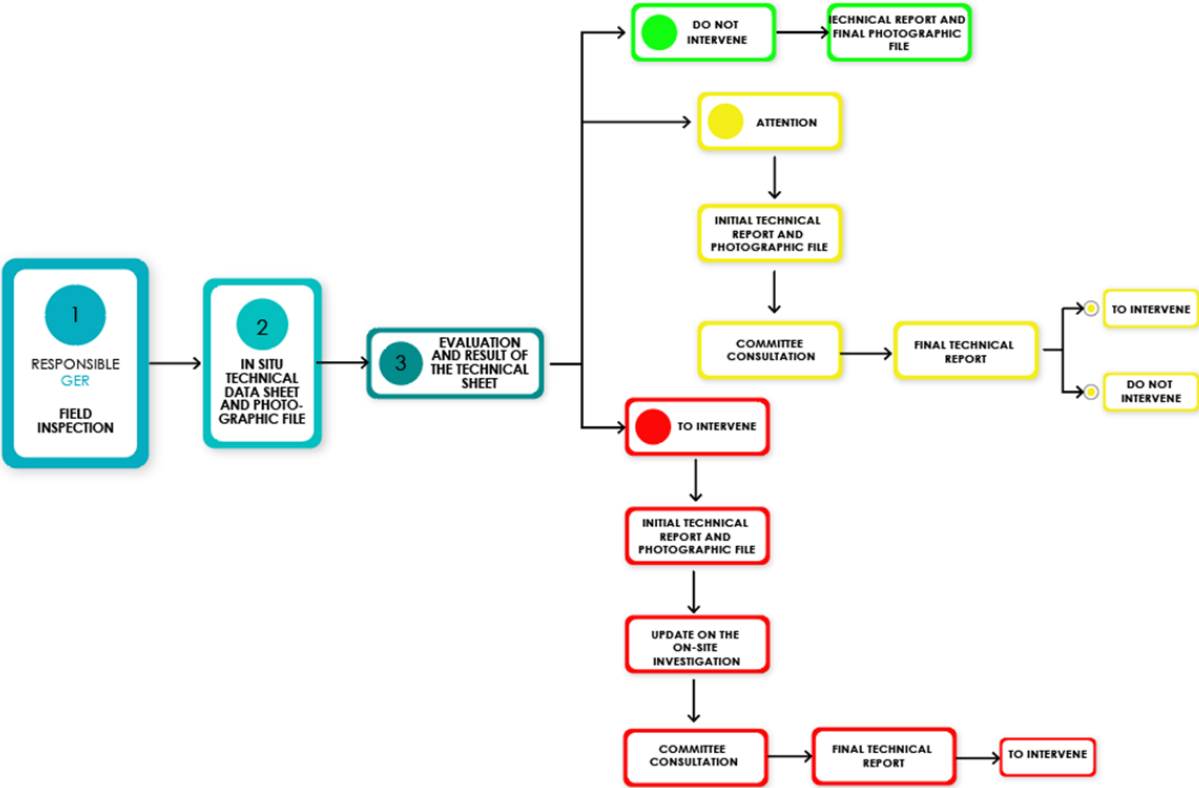 1
RESPONSIBLE
GER
FIELD
INSPECTION
2
IN SITU
TECHNICAL
DATA SHEET
AND PHOTO-
GRAPHIC FILE
3
EVALUATION
AND RESULT OF
THE TECHNICAL
SHEET
DO NOT
INTERVENE
TECHNICAL REPORT AND
FINAL PHOTOGRAPHIC
FILE
ATTENTION
INITIAL TECHNICAL
REPORT AND
PHOTOGRAPHIC FILE
COMMITTEE
CONSULTATION
FINAL TECHNICAL
REPORT
TO INTERVENE
DO NOT
INTERVENE
TO INTERVENE
INITIAL TECHNICAL
REPORT AND
PHOTOGRAPHIC FILE
UPDATE ON THE
ON-SITE
INVESTIGATION
COMMITTEE
CONSULTATION
FINAL TECHNICAL
REPORT
TO INTERVENE